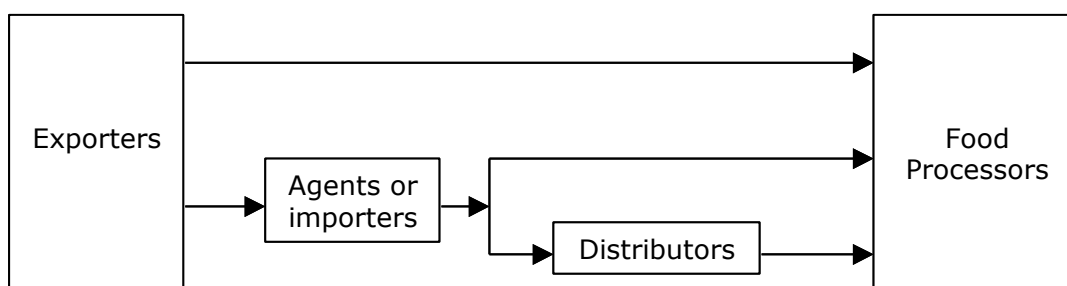 Exporters
Agents or
importers
Distributors
Food
Processors